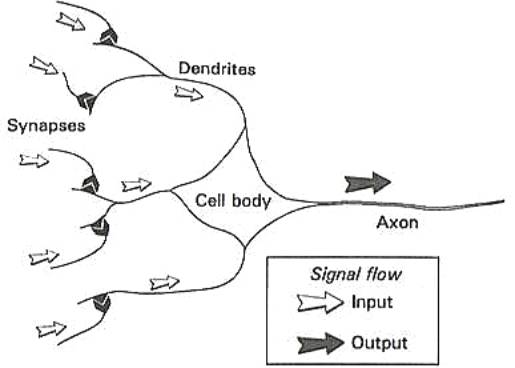 Dendrites
Synapses
Cell body
Axon
Signal flow
Input
Output